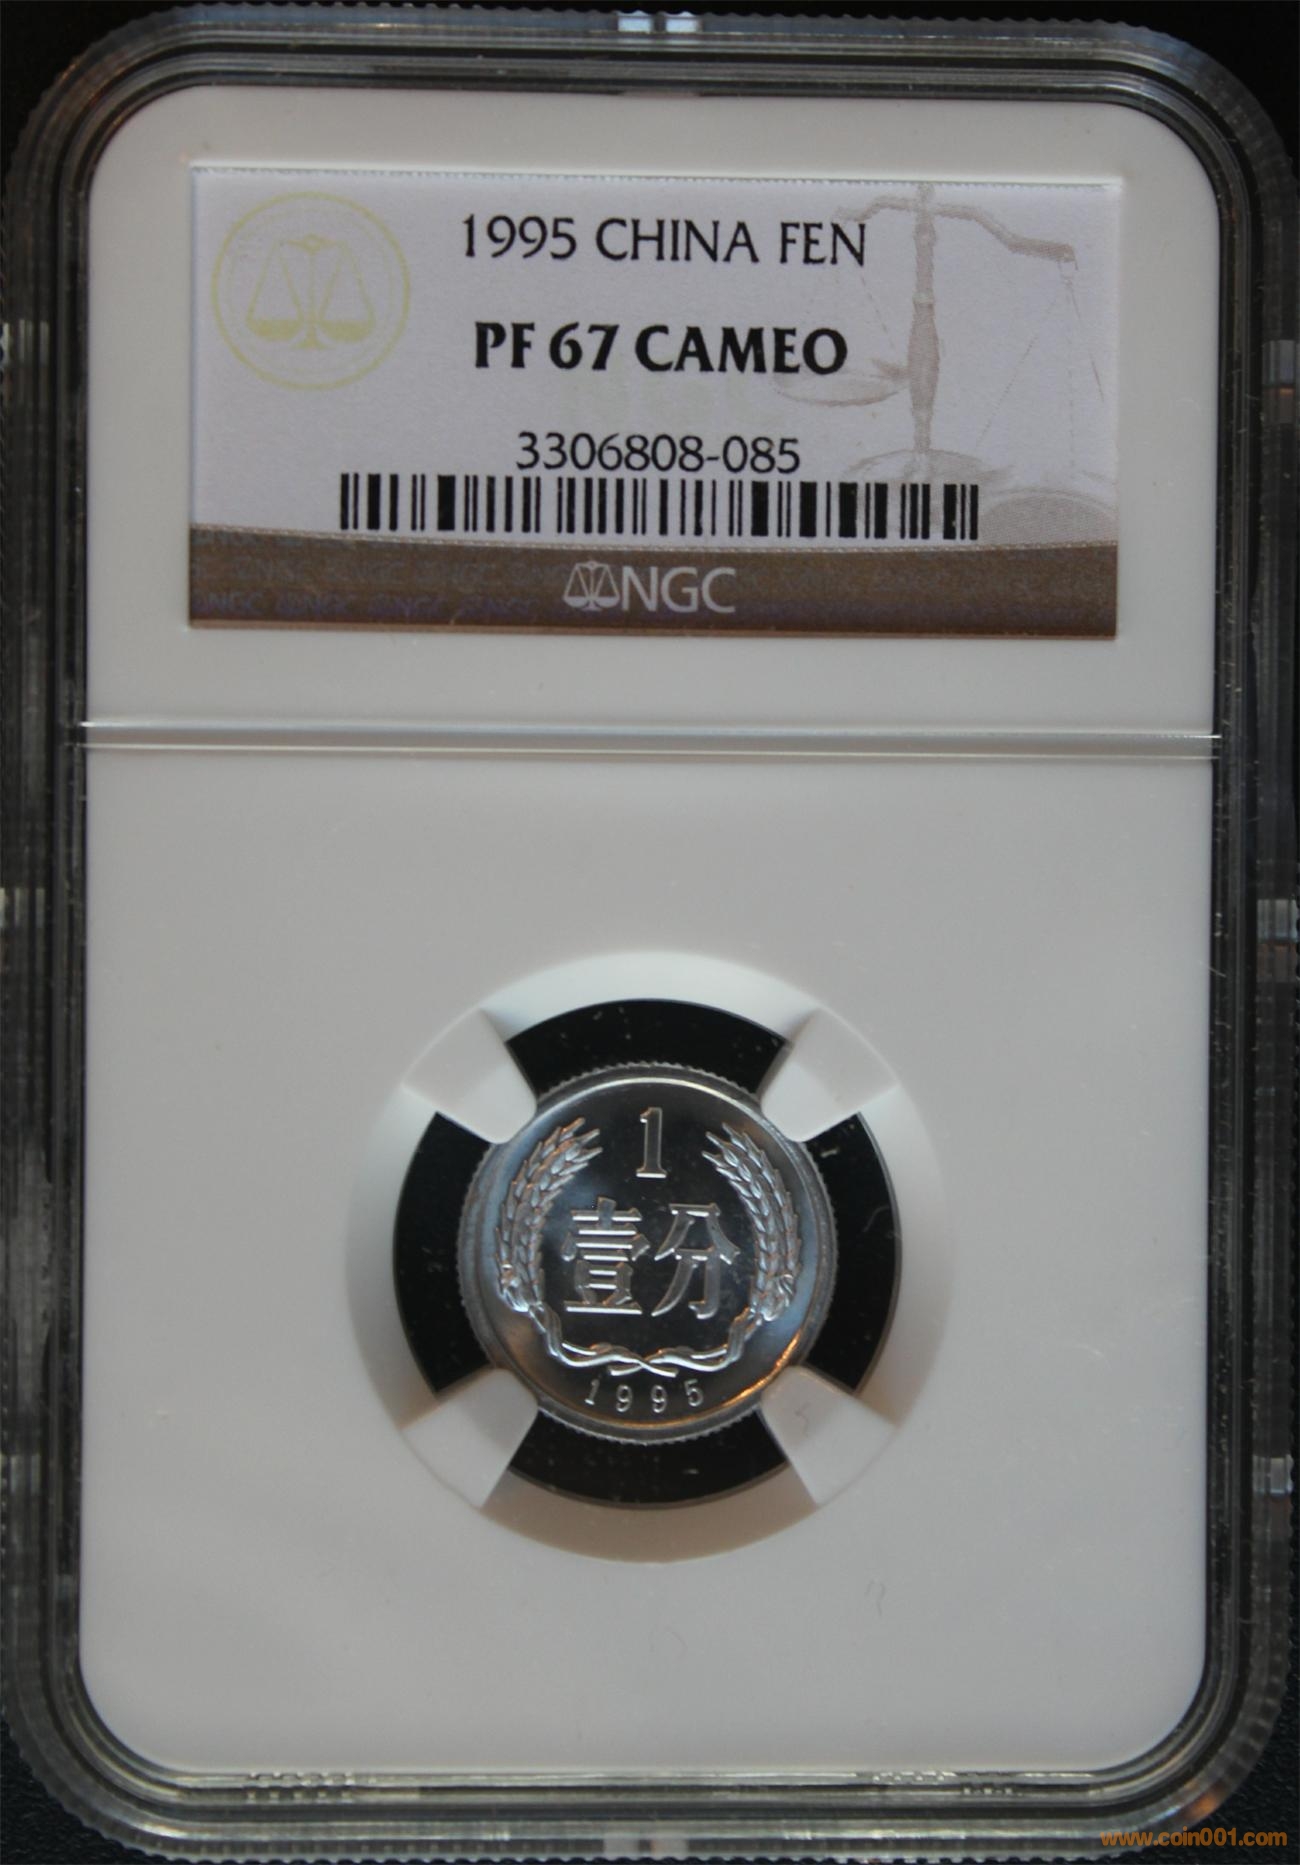 1995 CHINA FEN
PF 67 CAMEO
3306808-085
NGC
1
壹分
1995
www.coin001.com